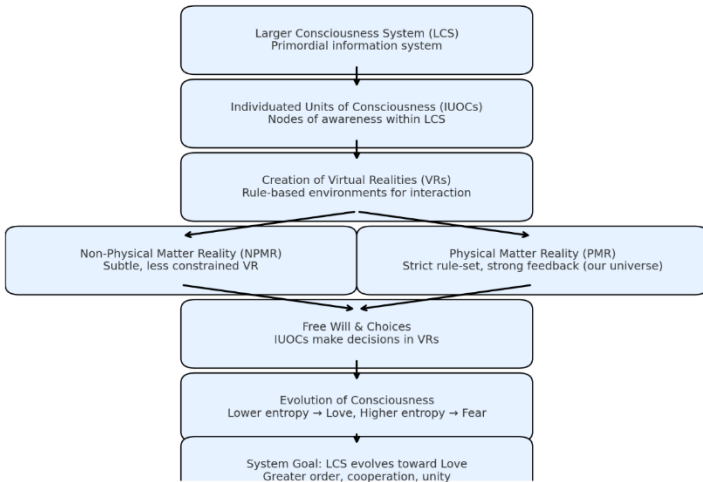 Larger Consciousness System (LCS)
Primordial information system
Individuated Units of Consciousness (IUOCs)
Nodes of awareness within LCS
Creation of Virtual Realities (VRs)
Rule-based environments for interaction
Non-Physical Matter Reality (NPMR)
Subtle, less constrained VR
Physical Matter Reality (PMR)
Strict rule-set, strong feedback (our universe)
Free Will & Choices
IUOCs make decisions in VRs
Evolution of Consciousness
Lower entropy → Love, Higher entropy → Fear
System Goal: LCS evolves toward Love
Greater order, cooperation, unity